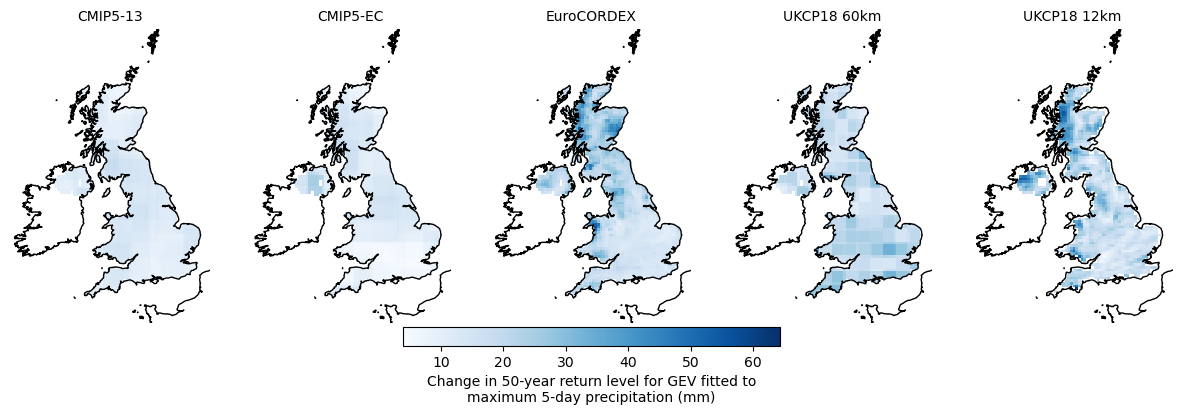 CMIP5-13
CMIP5-EC
EuroCORDEX
UKCP18 60km
UKCP18 12km
10 20 30 40 50 60
Change in 50-year return level for GEV fitted to
maximum 5-day precipitation (mm)